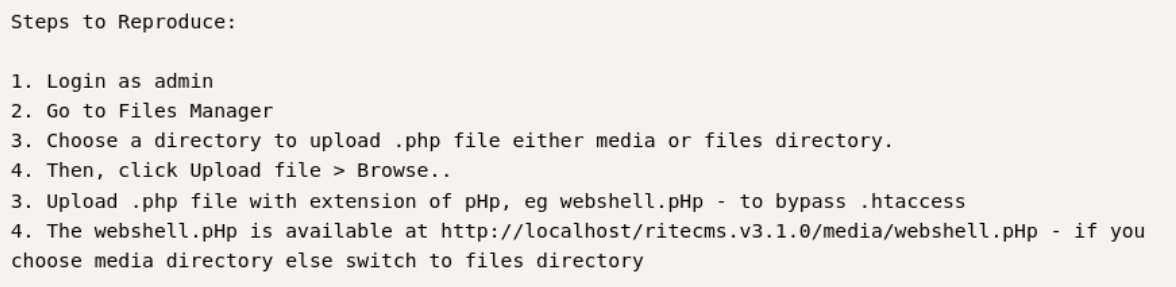 Steps to Reproduce:
1. Login as admin
2. Go to Files Manager
3. Choose a directory to upload .php file either media or files directory.
4. Then, click Upload file > Browse..
3. Upload .php file with extension of pHp, eg webshell.pHp - to bypass .htaccess
4. The webshell.pHp is available at http://localhost/ritecms.v3.1.0/media/webshell.pHp - if you
choose media directory else switch to files directory